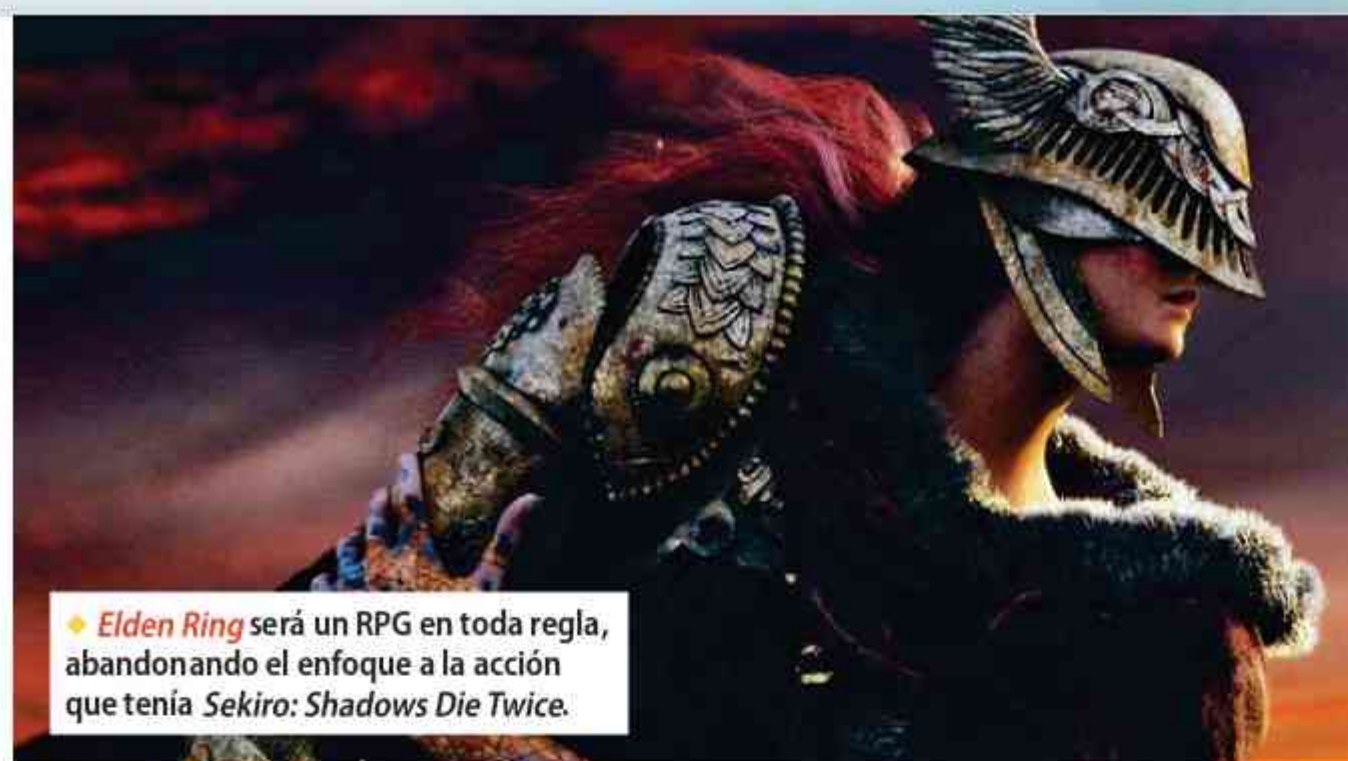 ◆ Elden Ring será un RPG en toda regla,
abandonando el enfoque a la acción
que tenía Sekiro: Shadows Die Twice.